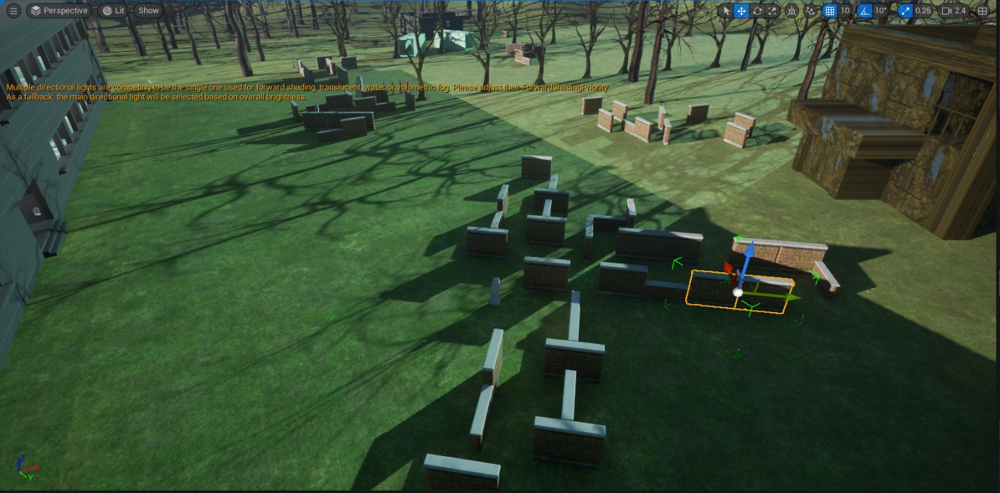 Perspective Lit Show 10 10° 0.25 2.4
Multiple directional lights are competing to be the single one used for forward shading, translucent, water or volumetric fog. Please adjust their ForwardShadingPriority.
As a fallback, the main directional light will be selected based on overall brightness.
Z
X
Y